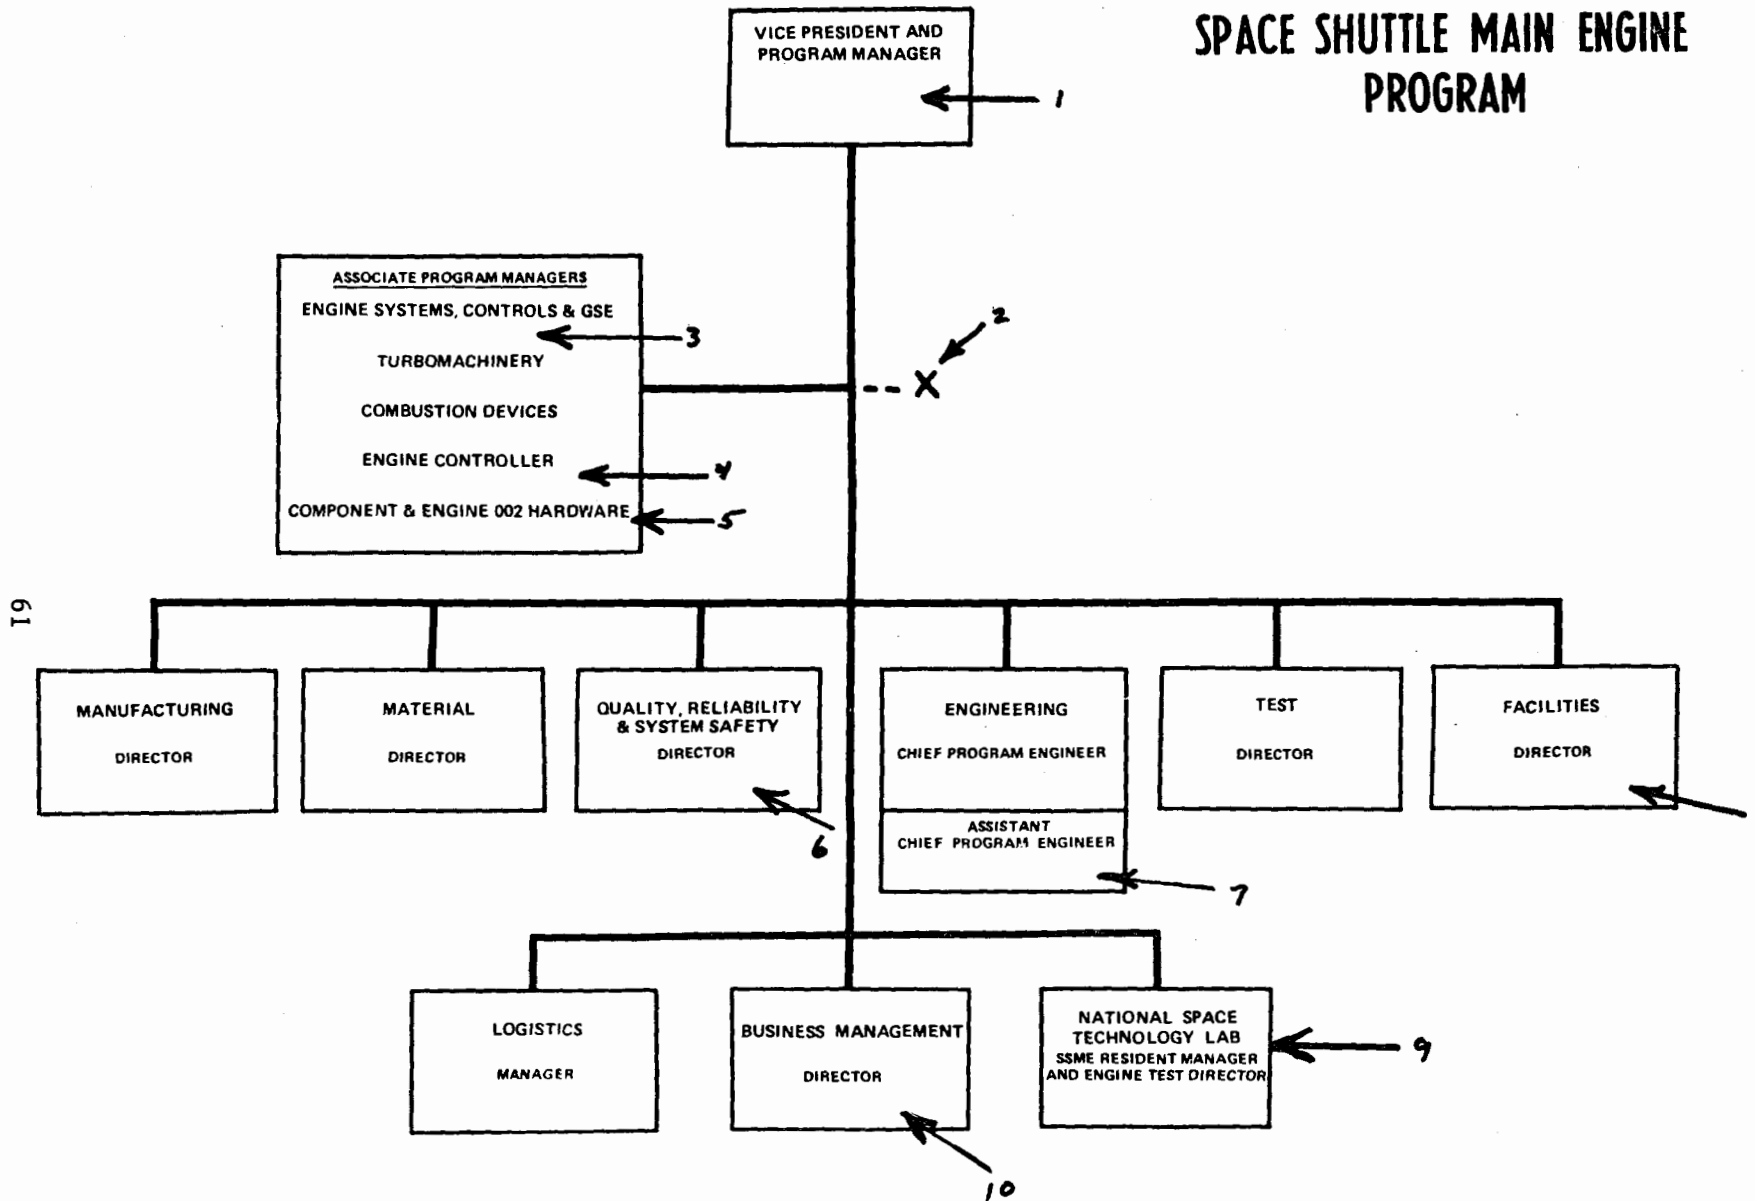 SPACE SHUTTLE MAIN ENGINE
PROGRAM
VICE PRESIDENT AND
PROGRAM MANAGER
1
ASSOCIATE PROGRAM MANAGERS
ENGINE SYSTEMS, CONTROLS & GSE
3
TURBOMACHINERY
COMBUSTION DEVICES
ENGINE CONTROLLER
4
COMPONENT & ENGINE 002 HARDWARE
5
2
X
61
MANUFACTURING
DIRECTOR
MATERIAL
DIRECTOR
QUALITY, RELIABILITY
& SYSTEM SAFETY
DIRECTOR
6
ENGINEERING
CHIEF PROGRAM ENGINEER
ASSISTANT
CHIEF PROGRAM ENGINEER
7
TEST
DIRECTOR
FACILITIES
DIRECTOR
LOGISTICS
MANAGER
BUSINESS MANAGEMENT
DIRECTOR
10
NATIONAL SPACE
TECHNOLOGY LAB
SSME RESIDENT MANAGER
AND ENGINE TEST DIRECTOR
9